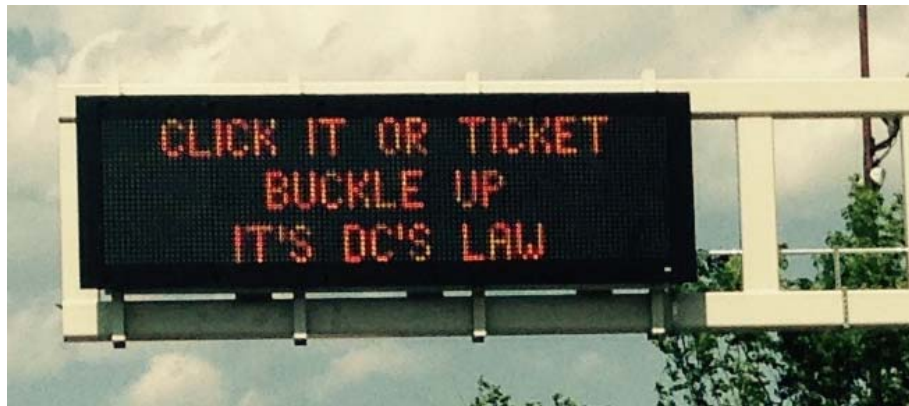 CLICK IT OR TICKET
BUCKLE UP
IT'S DC'S LAW